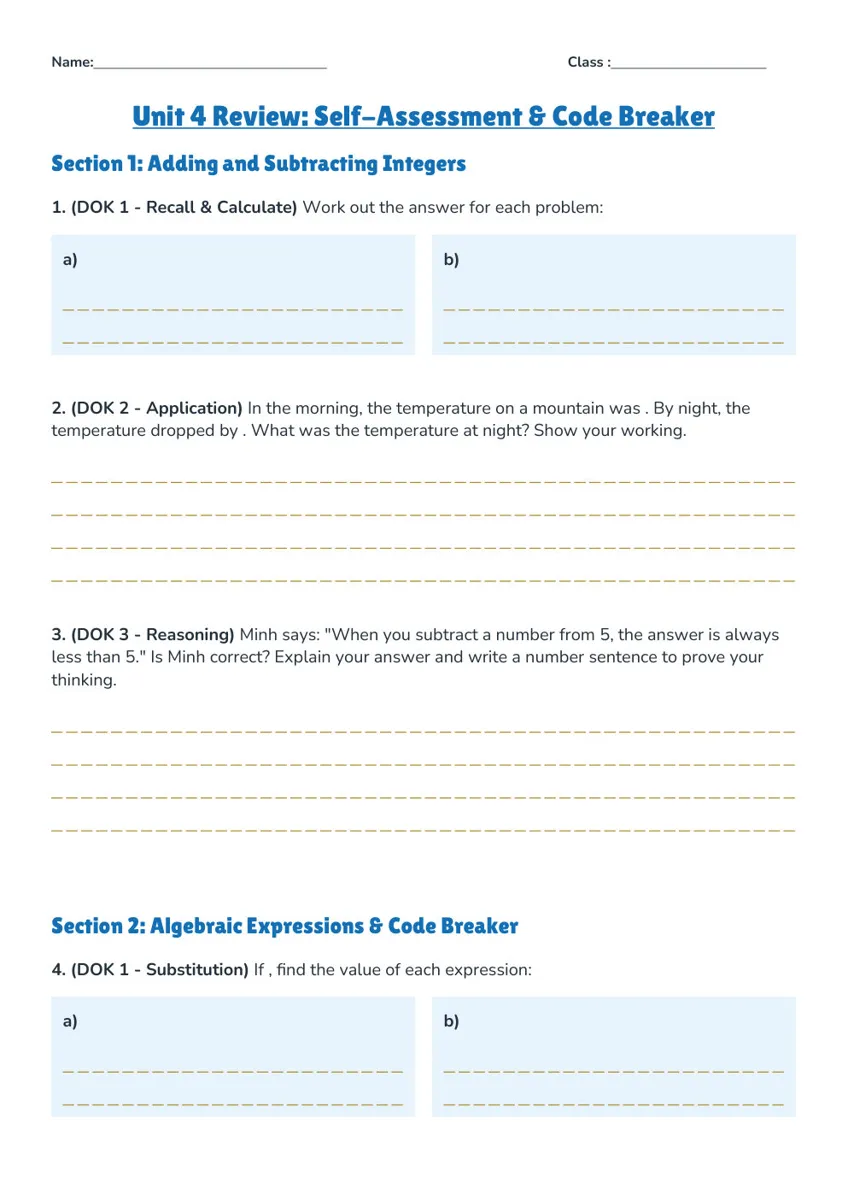 Name:
Class :
Unit 4 Review: Self-Assessment & Code Breaker
Section 1: Adding and Subtracting Integers
1. (DOK 1 - Recall & Calculate) Work out the answer for each problem:
a)
b)
2. (DOK 2 - Application) In the morning, the temperature on a mountain was . By night, the
temperature dropped by . What was the temperature at night? Show your working.
3. (DOK 3 - Reasoning) Minh says: "When you subtract a number from 5, the answer is always
less than 5." Is Minh correct? Explain your answer and write a number sentence to prove your
thinking.
Section 2: Algebraic Expressions & Code Breaker
4. (DOK 1 - Substitution) If , find the value of each expression:
a)
b)